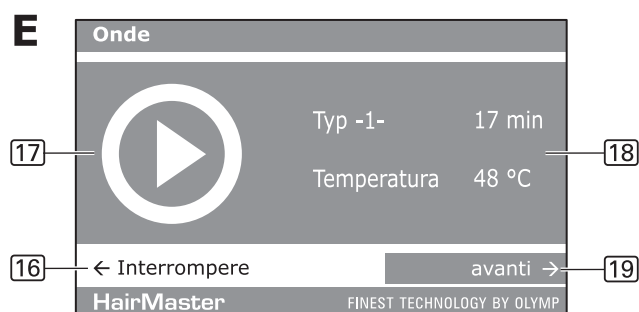 E
Onde
Typ -1- 17 min
17 18
Temperatura 48 °C
16 ← Interrompere avanti → 19
HairMaster FINEST TECHNOLOGY BY OLYMP